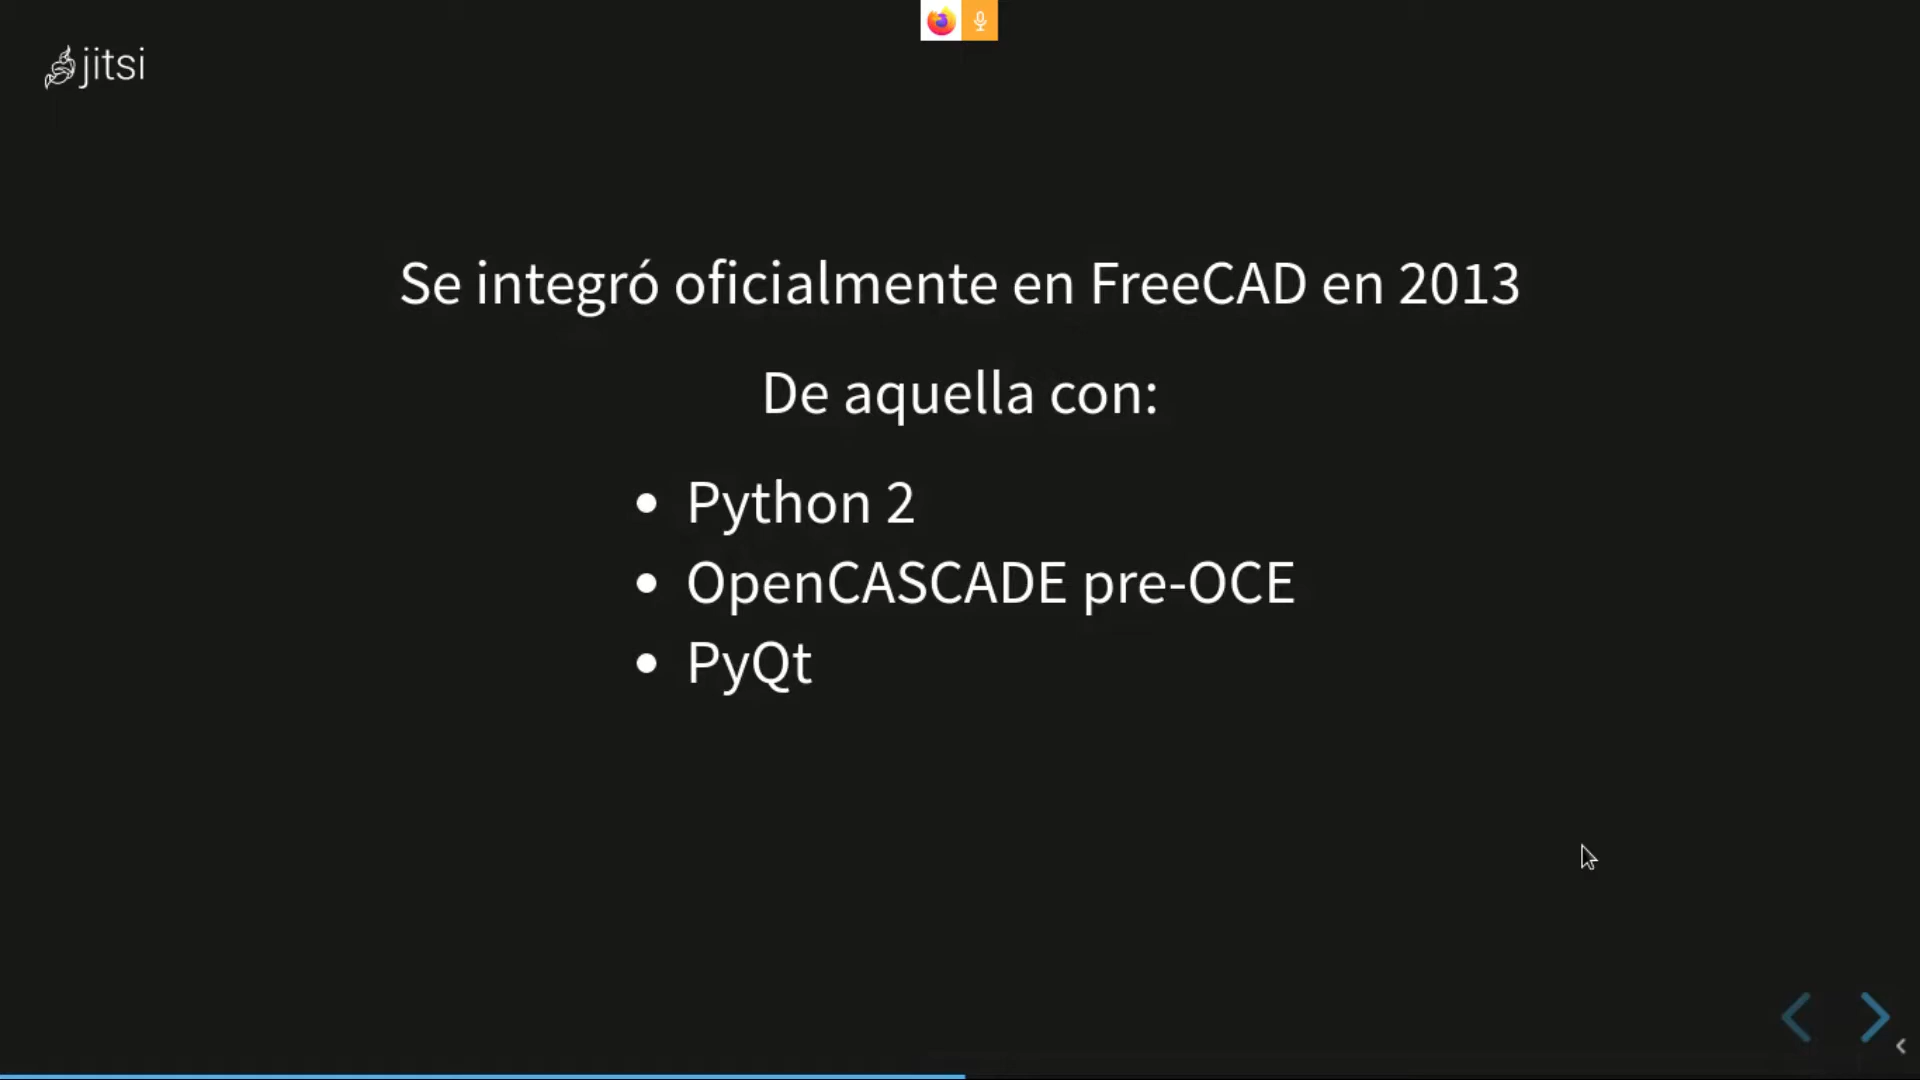 jitsi
Se integró oficialmente en FreeCAD en 2013
De aquella con:
Python 2
OpenCASCADE pre-OCE
PyQt